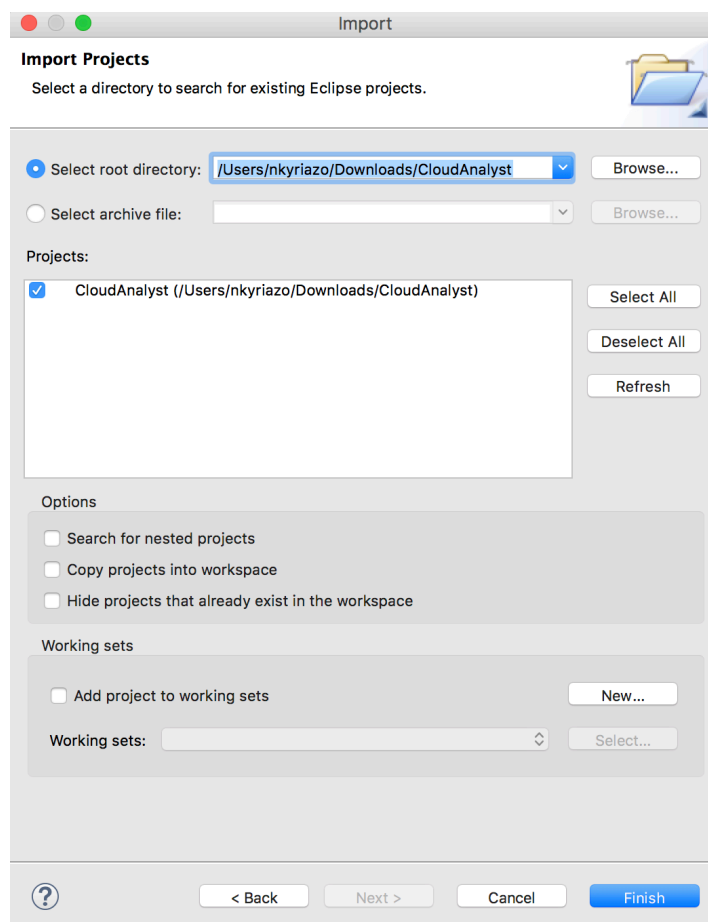 Import
Import Projects
Select a directory to search for existing Eclipse projects.
Select root directory: /Users/nkyriazo/Downloads/CloudAnalyst Browse...
Select archive file: Browse...
Projects:
CloudAnalyst (/Users/nkyriazo/Downloads/CloudAnalyst)
Select All
Deselect All
Refresh
Options
Search for nested projects
Copy projects into workspace
Hide projects that already exist in the workspace
Working sets
Add project to working sets New...
Working sets: Select...
? < Back Next > Cancel Finish